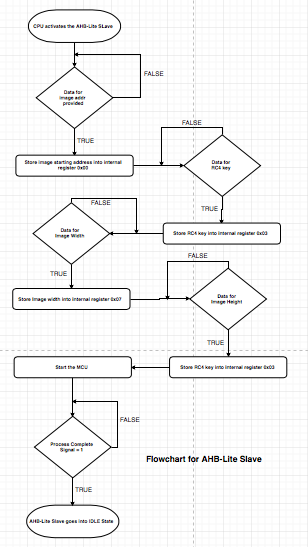 CPU activates the AHB-Lite SLave
FALSE
Data for
image addr
provided
TRUE
FALSE
Store image starting address into internal
register 0x03
Data for
RC4 key
TRUE
FALSE
Data for
Image Width
Store RC4 key into internal register 0x03
FALSE
TRUE
Store image width into internal register 0x07
Data for
Image Height
TRUE
Start the MCU
Store RC4 key into internal register 0x03
FALSE
Process Complete
Signal = 1
Flowchart for AHB-Lite Slave
TRUE
AHB-Lite Slave goes into IDLE State